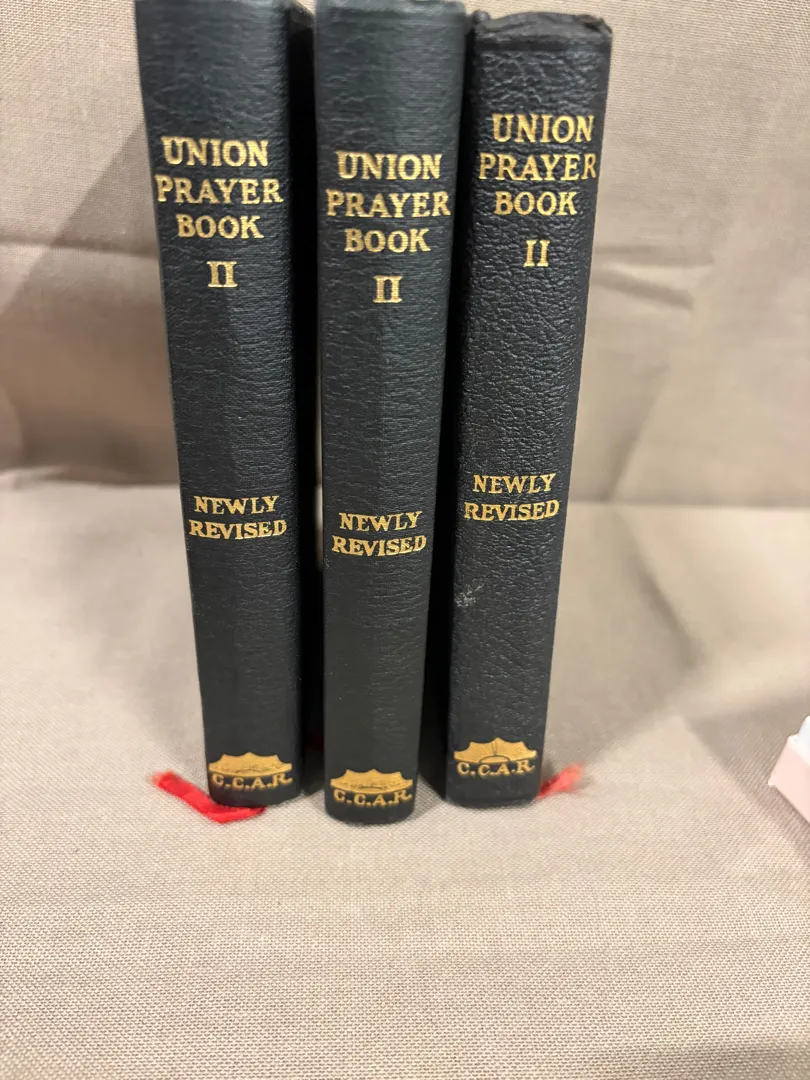 UNION
PRAYER
BOOK
II
NEWLY
REVISED
C.C.A.R.
UNION
PRAYER
BOOK
II
NEWLY
REVISED
C.C.A.R.
UNION
PRAYER
BOOK
II
NEWLY
REVISED
C.C.A.R.